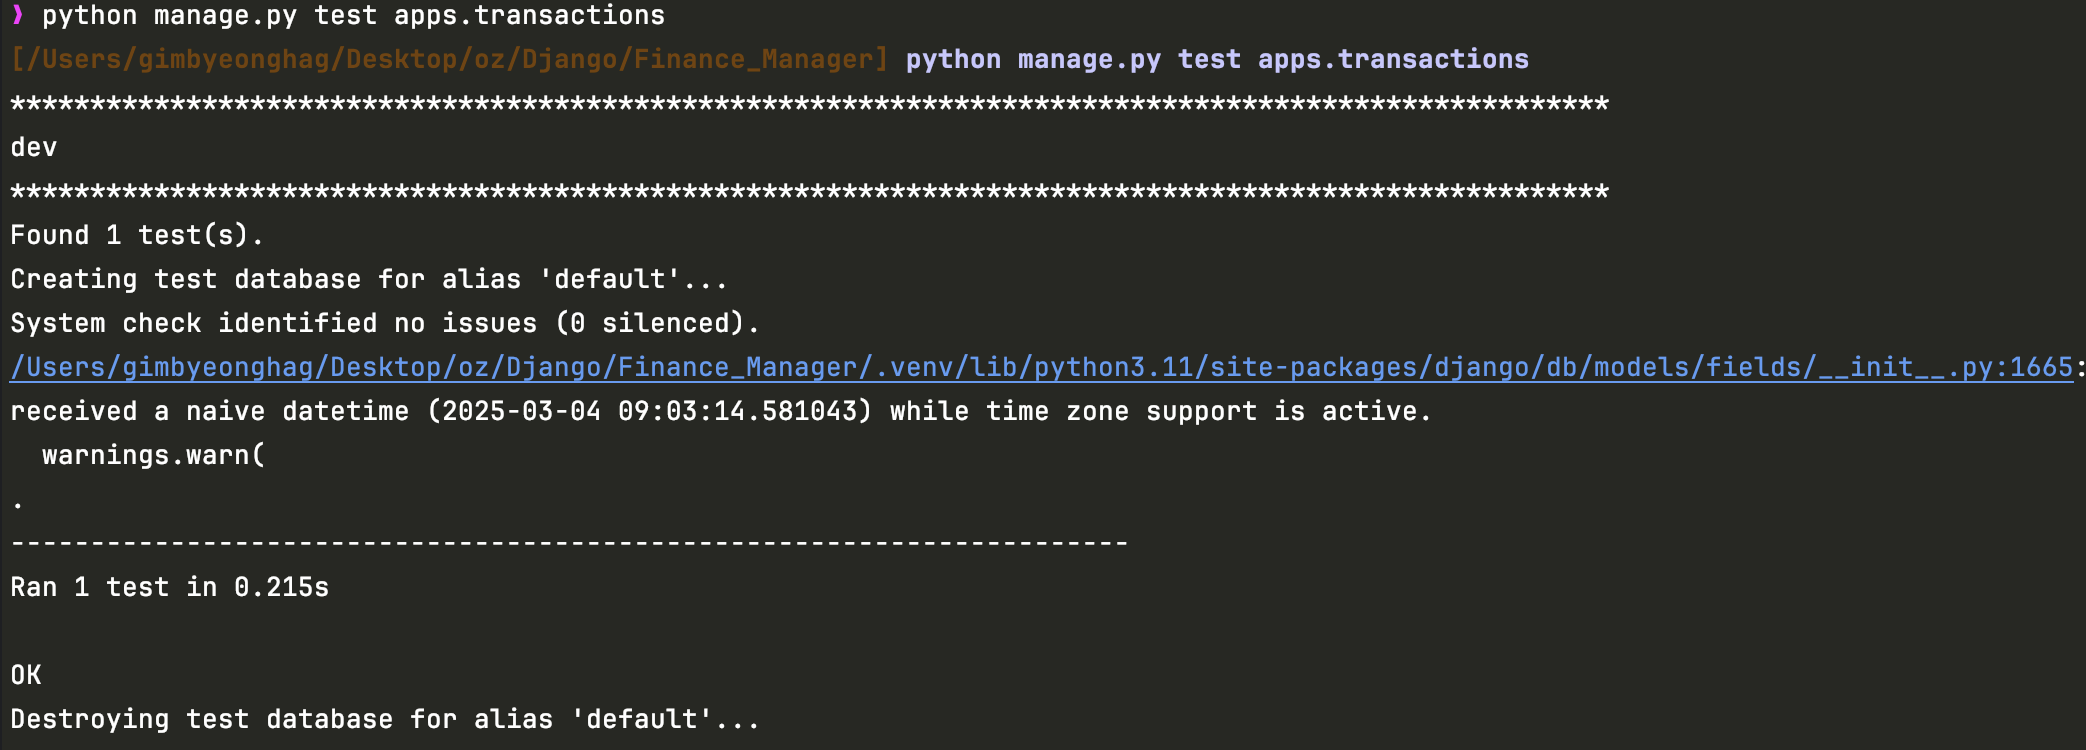 ❯ python manage.py test apps.transactions
[/Users/gimbyeonghag/Desktop/oz/Django/Finance_Manager] python manage.py test apps.transactions
****************************************************************************************************
dev
****************************************************************************************************
Found 1 test(s).
Creating test database for alias 'default'...
System check identified no issues (0 silenced).
/Users/gimbyeonghag/Desktop/oz/Django/Finance_Manager/.venv/lib/python3.11/site-packages/django/db/models/fields/__init__.py:1665:
received a naive datetime (2025-03-04 09:03:14.581043) while time zone support is active.
  warnings.warn(
.
----------------------------------------------------------------------
Ran 1 test in 0.215s
OK
Destroying test database for alias 'default'...